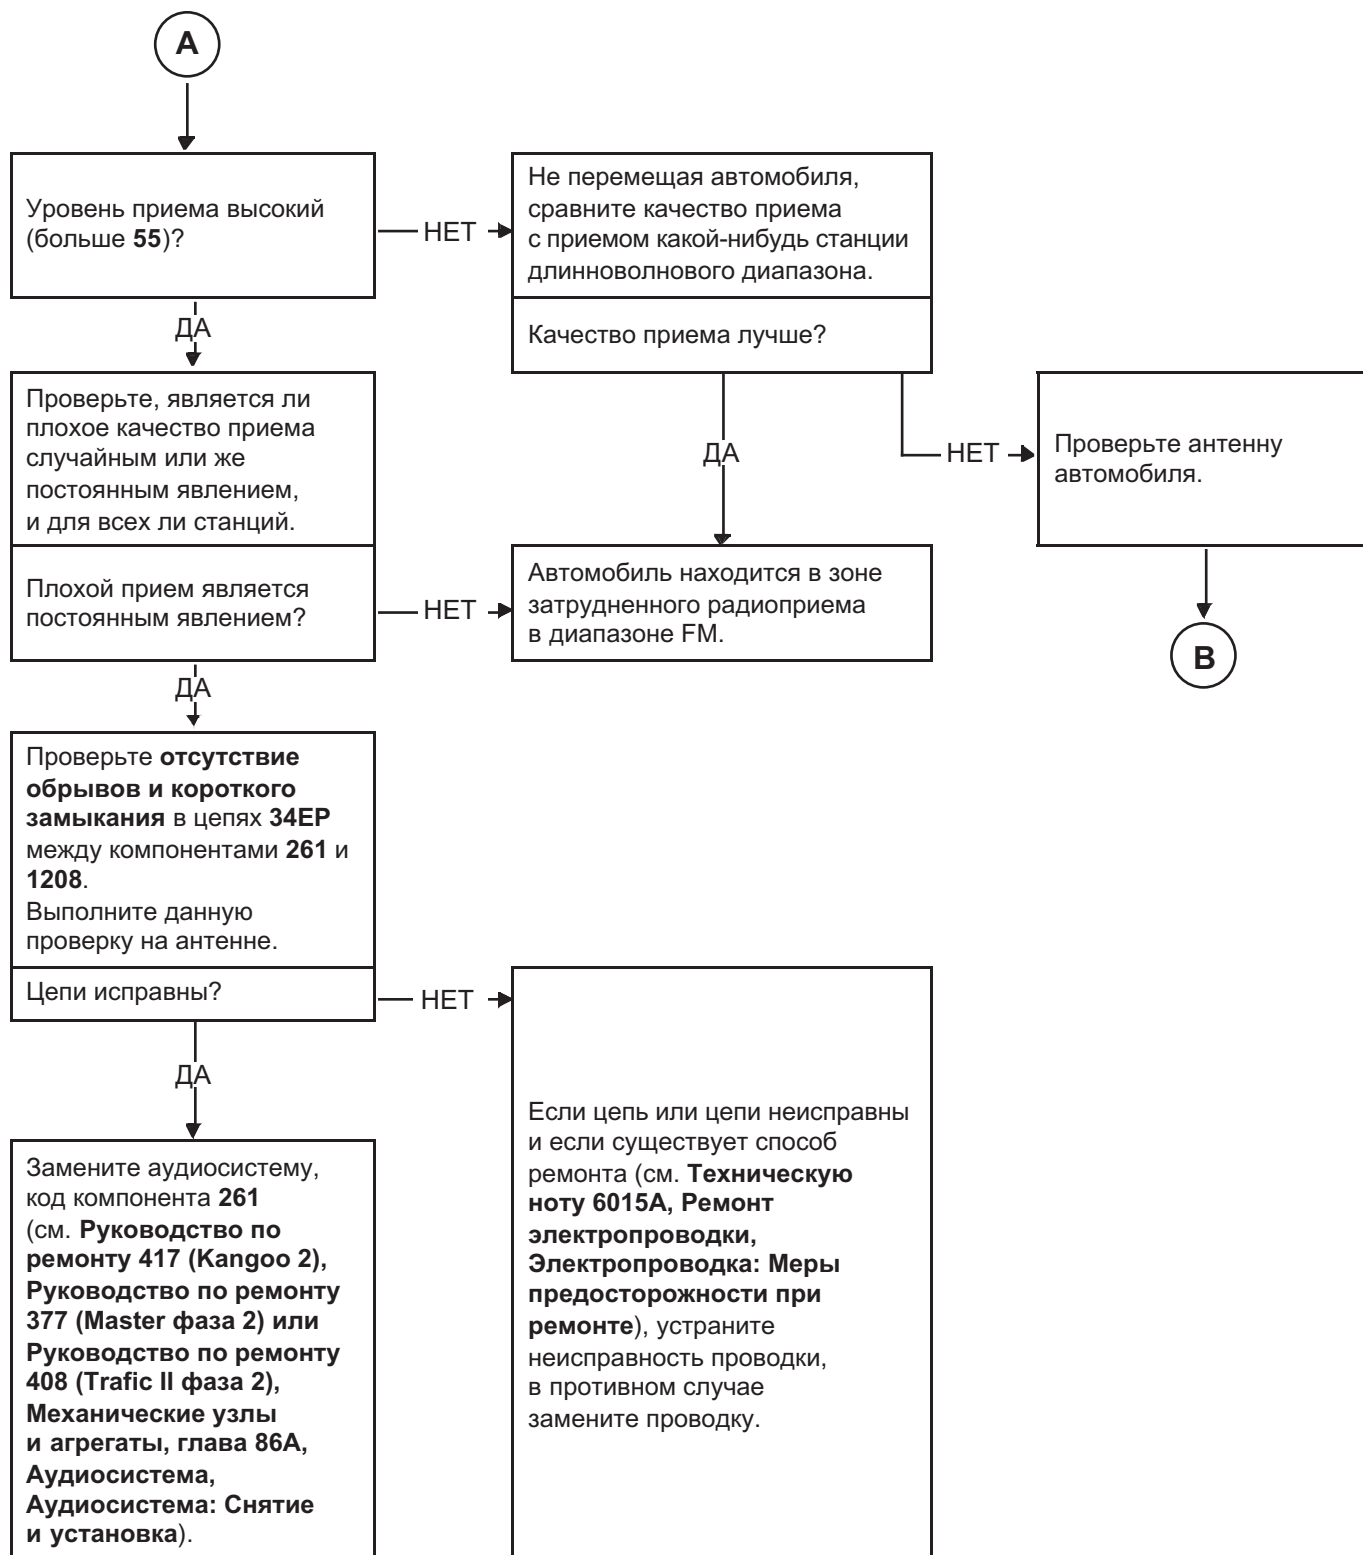 A
Уровень приема высокий
(больше 55)?
НЕТ
Не перемещая автомобиля,
сравните качество приема
с приемом какой-нибудь станции
длинноволнового диапазона.
Качество приема лучше?
ДА
Проверьте, является ли
плохое качество приема
случайным или же
постоянным явлением,
и для всех ли станций.
Плохой прием является
постоянным явлением?
НЕТ
ДА
Автомобиль находится в зоне
затрудненного радиоприема
в диапазоне FM.
НЕТ
Проверьте антенну
автомобиля.
B
ДА
Проверьте отсутствие
обрывов и короткого
замыкания в цепях 34EP
между компонентами 261 и
1208.
Выполните данную
проверку на антенне.
Цепи исправны?
НЕТ
Если цепь или цепи неисправны
и если существует способ
ремонта (см. Техническую
ноту 6015A, Ремонт
электропроводки,
Электропроводка: Меры
предосторожности при
ремонте), устраните
неисправность проводки,
в противном случае
замените проводку.
ДА
Замените аудиосистему,
код компонента 261
(см. Руководство по
ремонту 417 (Kangoo 2),
Руководство по ремонту
377 (Master фаза 2) или
Руководство по ремонту
408 (Trafic II фаза 2),
Механические узлы
и агрегаты, глава 86A,
Аудиосистема,
Аудиосистема: Снятие
и установка).